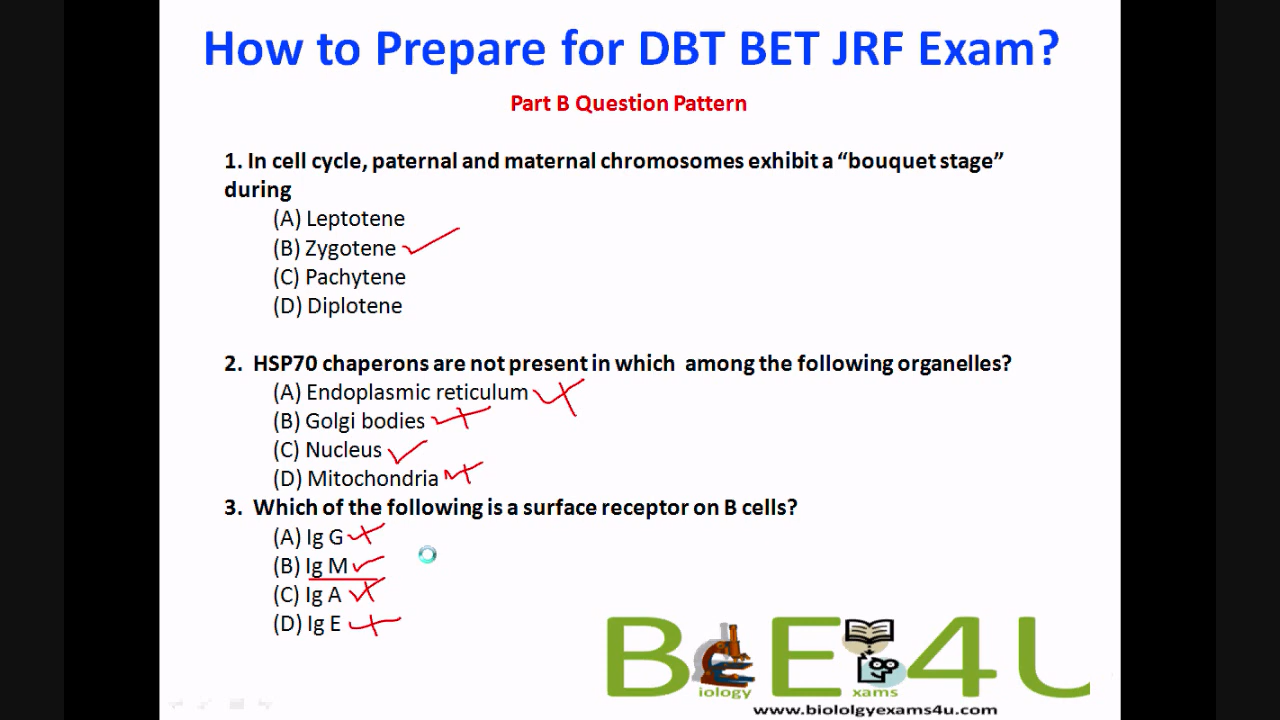 How to Prepare for DBT BET JRF Exam?
Part B Question Pattern
1. In cell cycle, paternal and maternal chromosomes exhibit a “bouquet stage”
during
(A) Leptotene
(B) Zygotene
(C) Pachytene
(D) Diplotene
2. HSP70 chaperons are not present in which among the following organelles?
(A) Endoplasmic reticulum
(B) Golgi bodies
(C) Nucleus
(D) Mitochondria
3. Which of the following is a surface receptor on B cells?
(A) Ig G
(B) Ig M
(C) Ig A
(D) Ig E
B E 4 U
iology xams
www.biololgyexams4u.com